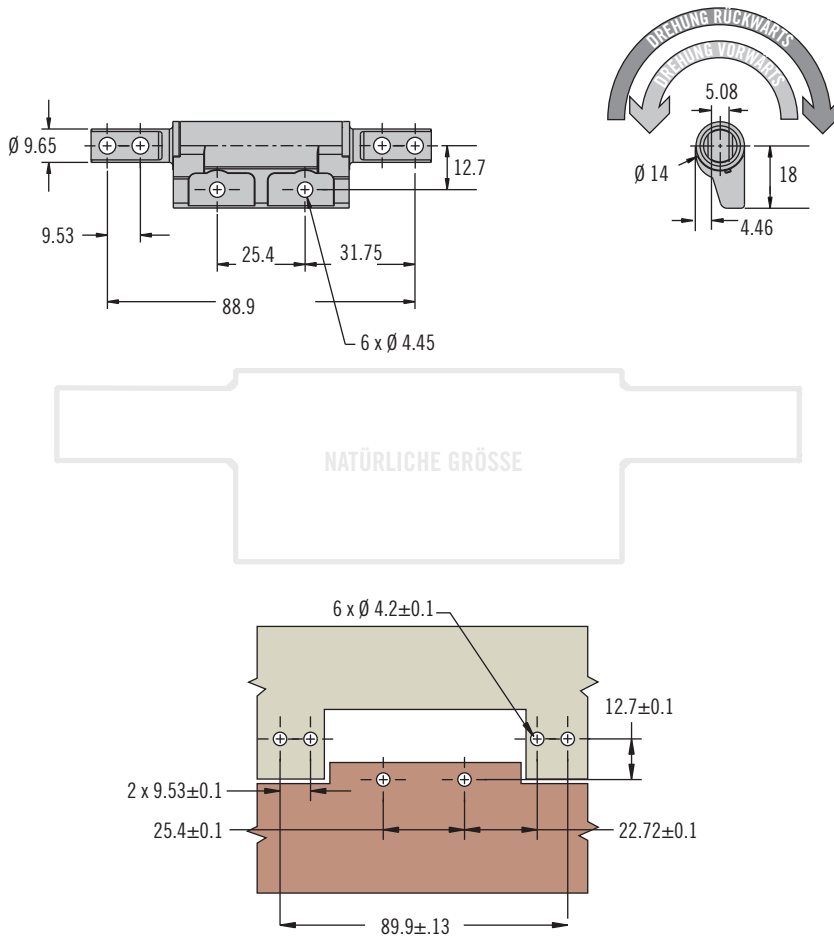 DREHUNG RÜCKWÄRTS
DREHUNG VORWÄRTS
5.08
Ø 9.65
12.7
Ø 14
18
9.53
4.46
25.4
31.75
88.9
6 x Ø 4.45
NATÜRLICHE GRÖSSE
6 x Ø 4.2±0.1
12.7±0.1
2 x 9.53±0.1
25.4±0.1
22.72±0.1
89.9±.13